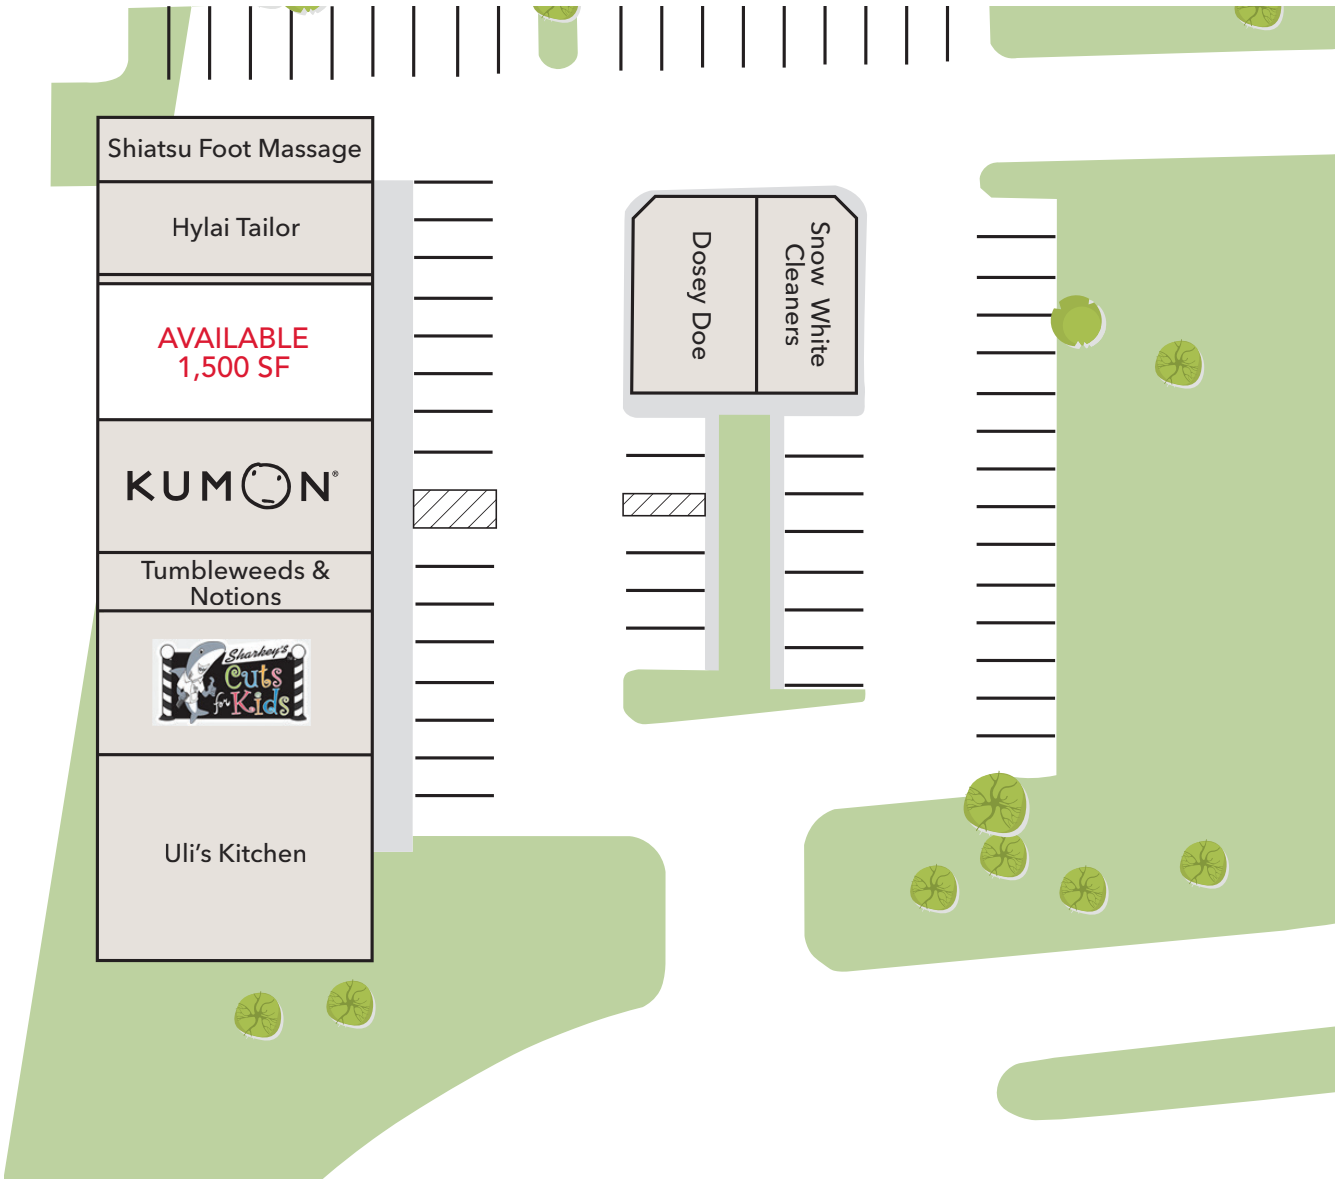 Shiatsu Foot Massage
Hylai Tailor
AVAILABLE
1,500 SF
KUMON®
Tumbleweeds &
Notions
Sharkey's
Cuts
for Kids
Uli's Kitchen
Dosey Doe
Snow White
Cleaners